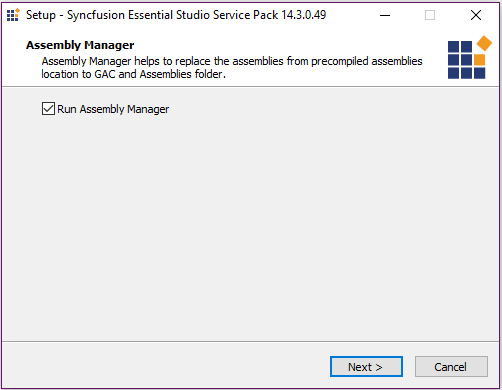 Setup - Syncfusion Essential Studio Service Pack 14.3.0.49
Assembly Manager
Assembly Manager helps to replace the assemblies from precompiled assemblies
location to GAC and Assemblies folder.
Run Assembly Manager
Next >
Cancel